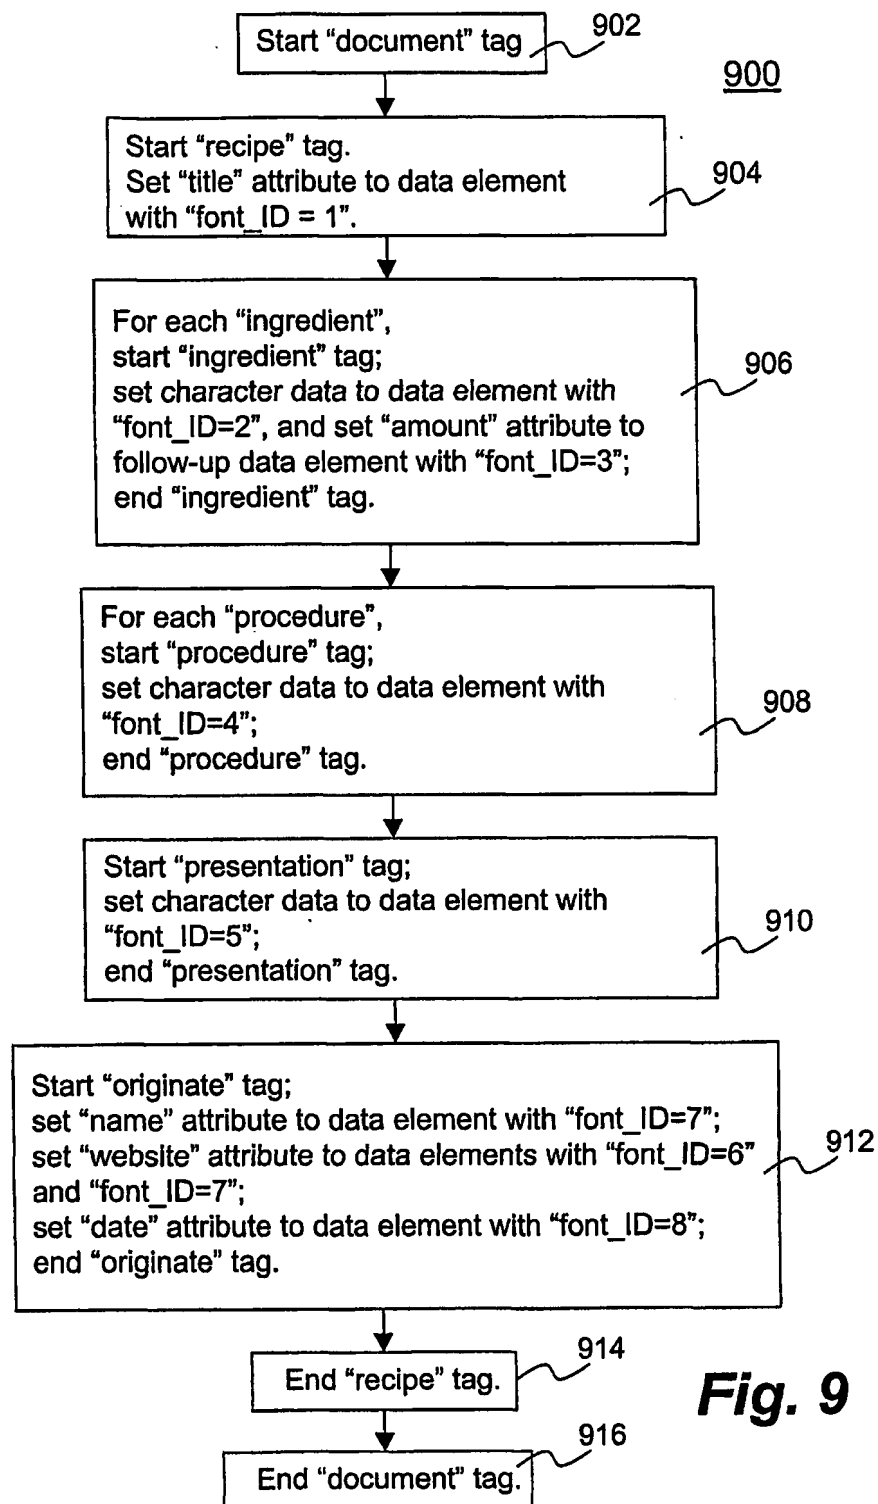 Start “document” tag
902
900
Start “recipe” tag.
Set “title” attribute to data element
with “font_ID = 1”.
904
For each “ingredient”,
start “ingredient” tag;
set character data to data element with
“font_ID=2”, and set “amount” attribute to
follow-up data element with “font_ID=3”;
end “ingredient” tag.
906
For each “procedure”,
start “procedure” tag;
set character data to data element with
“font_ID=4”;
end “procedure” tag.
908
Start “presentation” tag;
set character data to data element with
“font_ID=5”;
end “presentation” tag.
910
Start “originate” tag;
set “name” attribute to data element with “font_ID=7”;
set “website” attribute to data elements with “font_ID=6”
and “font_ID=7”;
set “date” attribute to data element with “font_ID=8”;
end “originate” tag.
912
End “recipe” tag.
914
Fig. 9
End “document” tag.
916